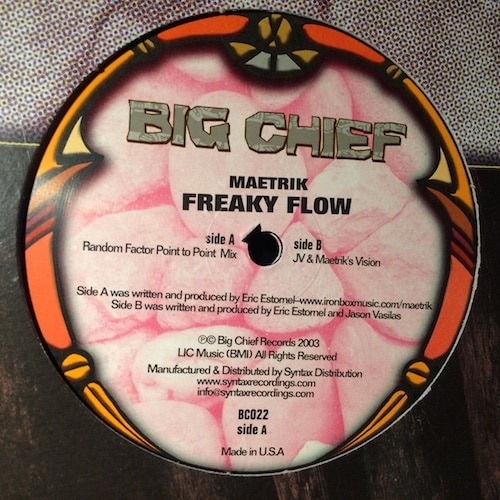 BIG CHIEF
MAETRIK
FREAKY FLOW
side A
Random Factor Point to Point Mix
side B
JV & Maetrik's Vision
Side A was written and produced by Eric Estornel–www.ironboxmusic.com/maetrik
Side B was written and produced by Eric Estornel and Jason Vasilas
℗© Big Chief Records 2003
LiC Music (BMI) All Rights Reserved
Manufactured & Distributed by Syntax Distribution
www.syntaxrecordings.com
info@syntaxrecordings.com
BC022
side A
Made in U.S.A